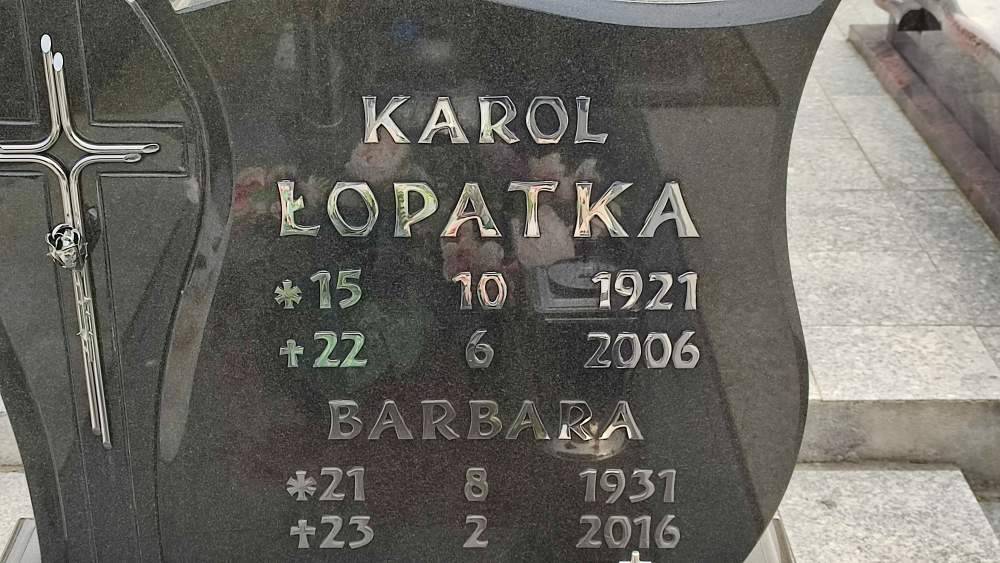 KAROL
ŁOPATKA
*15 10 1921
+22 6 2006
BARBARA
*21 8 1931
+23 2 2016